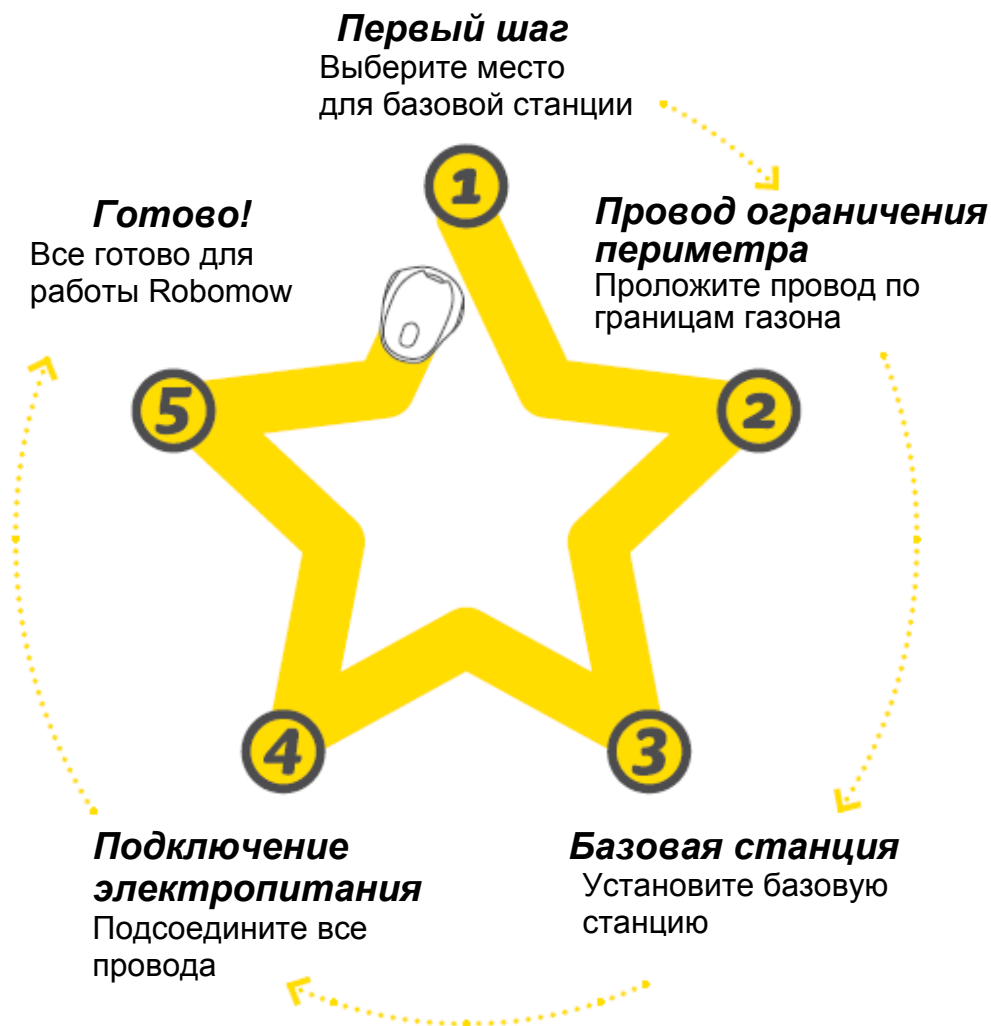 Первый шаг
Выберите место
для базовой станции
1
Провод ограничения
периметра
Проложите провод по
границам газона
2
Базовая станция
Установите базовую
станцию
3
Подключение
электропитания
Подсоедините все
провода
4
Готово!
Все готово для
работы Robomow
5